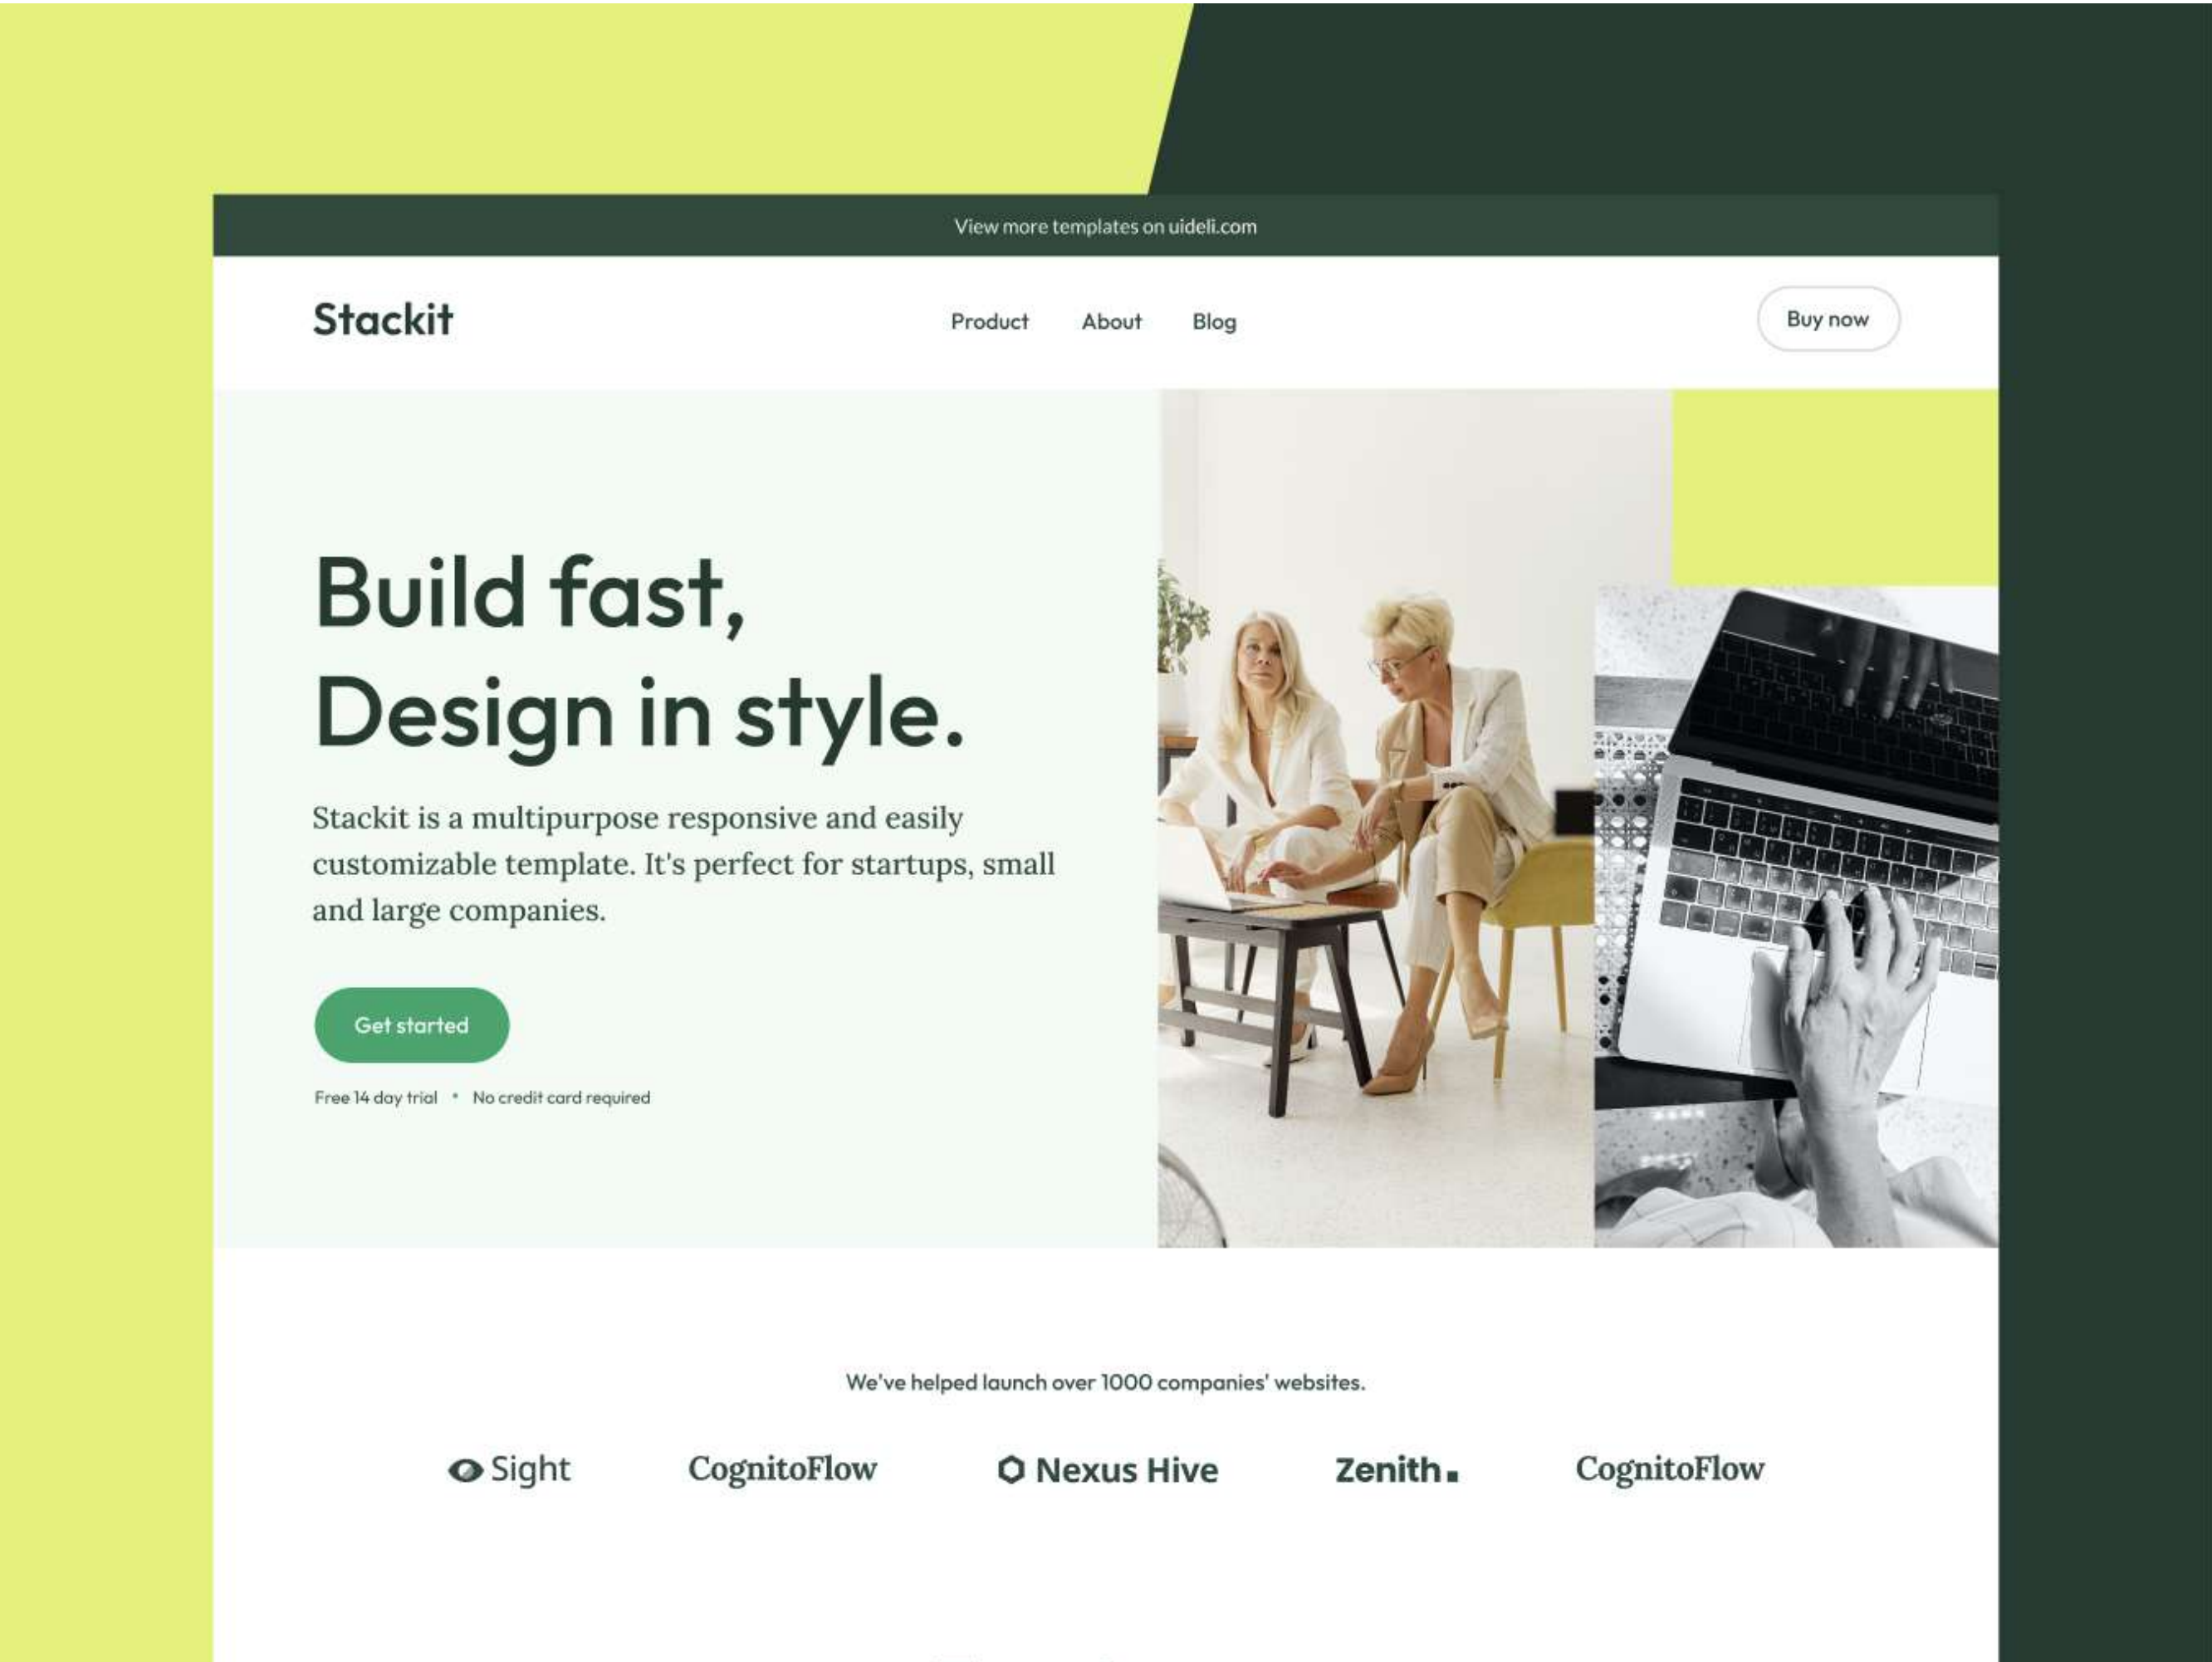 View more templates on uideli.com
Stackit
Product About Blog
Buy now
Build fast,
Design in style.
Stackit is a multipurpose responsive and easily
customizable template. It's perfect for startups, small
and large companies.
Get started
Free 14 day trial • No credit card required
We've helped launch over 1000 companies' websites.
Sight CognitoFlow Nexus Hive Zenith. CognitoFlow